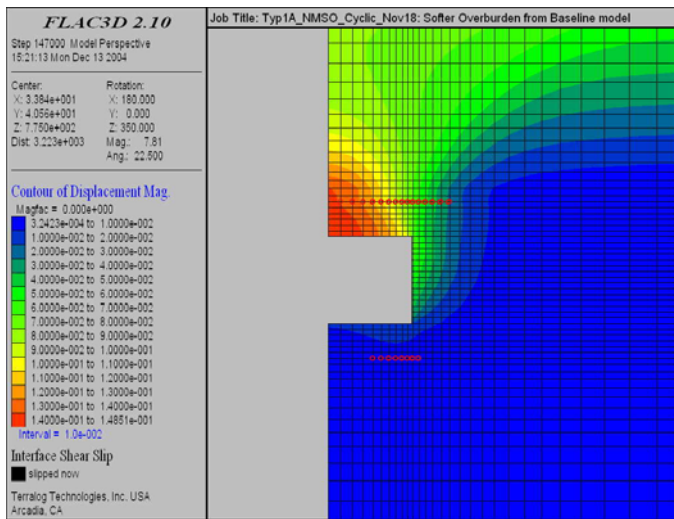 FLAC3D 2.10
Step 147000 Model Perspective
15:21:13 Mon Dec 13 2004
Center:
X: 3.384e+001
Y: 4.056e+001
Z: 7.750e+002
Dist: 3.223e+003
Rotation:
X: 180.000
Y: 0.000
Z: 350.000
Mag.: 7.81
Ang.: 22.500
Contour of Displacement Mag.
Magfac = 0.000e+000
3.2423e-004 to 1.0000e-002
1.0000e-002 to 2.0000e-002
2.0000e-002 to 3.0000e-002
3.0000e-002 to 4.0000e-002
4.0000e-002 to 5.0000e-002
5.0000e-002 to 6.0000e-002
6.0000e-002 to 7.0000e-002
7.0000e-002 to 8.0000e-002
8.0000e-002 to 9.0000e-002
9.0000e-002 to 1.0000e-001
1.0000e-001 to 1.1000e-001
1.1000e-001 to 1.2000e-001
1.2000e-001 to 1.3000e-001
1.3000e-001 to 1.4000e-001
1.4000e-001 to 1.4851e-001
Interval = 1.0e-002
Interface Shear Slip
slipped now
Terralog Technologies, Inc. USA
Arcadia, CA
Job Title: Typ1A_NMSO_Cyclic_Nov18: Softer Overburden from Baseline model